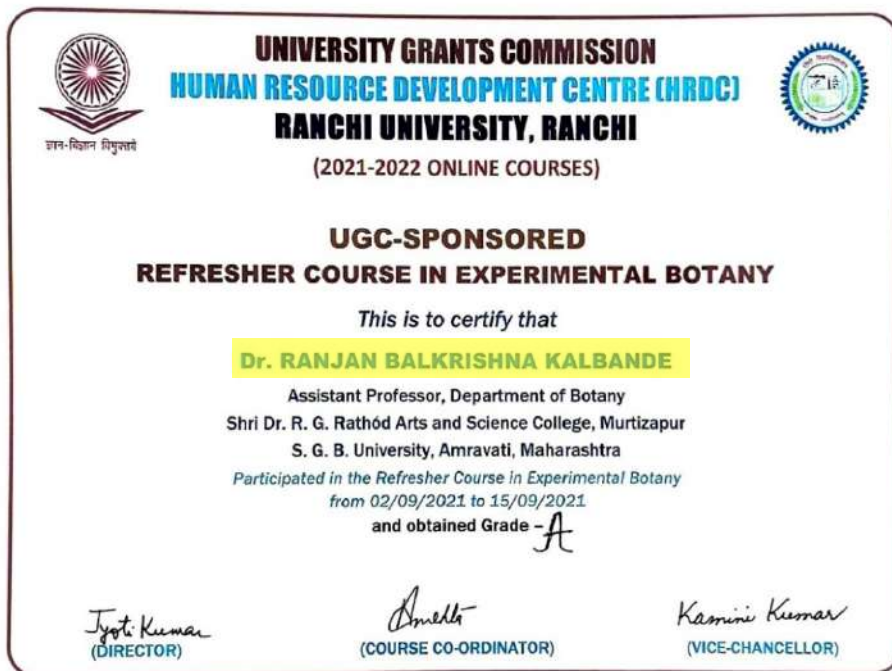 UNIVERSITY GRANTS COMMISSION
HUMAN RESOURCE DEVELOPMENT CENTRE (HRDC)
RANCHI UNIVERSITY, RANCHI
ज्ञान-विज्ञान विमुक्तये
(2021-2022 ONLINE COURSES)
UGC-SPONSORED
REFRESHER COURSE IN EXPERIMENTAL BOTANY
This is to certify that
Dr. RANJAN BALKRISHNA KALBANDE
Assistant Professor, Department of Botany
Shri Dr. R. G. Rathod Arts and Science College, Murtizapur
S. G. B. University, Amravati, Maharashtra
Participated in the Refresher Course in Experimental Botany
from 02/09/2021 to 15/09/2021
and obtained Grade – A
Jyoti Kumar
(DIRECTOR)
(COURSE CO-ORDINATOR)
Kamini Kumar
(VICE-CHANCELLOR)